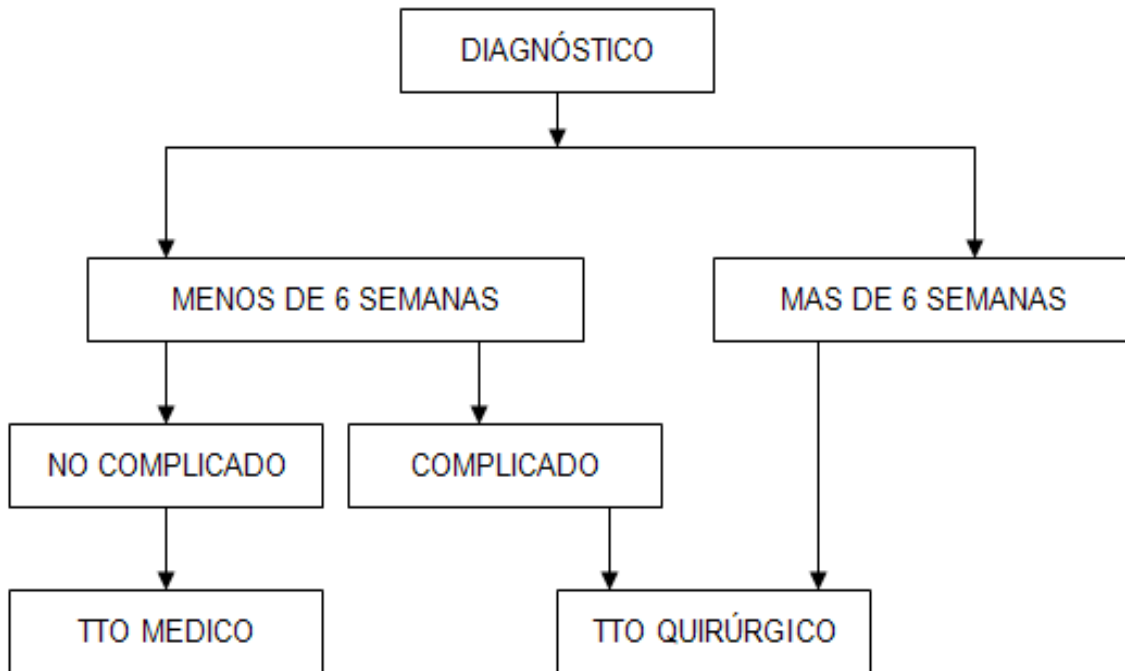 DIAGNÓSTICO
MENOS DE 6 SEMANAS
MAS DE 6 SEMANAS
NO COMPLICADO
COMPLICADO
TTO MEDICO
TTO QUIRÚRGICO